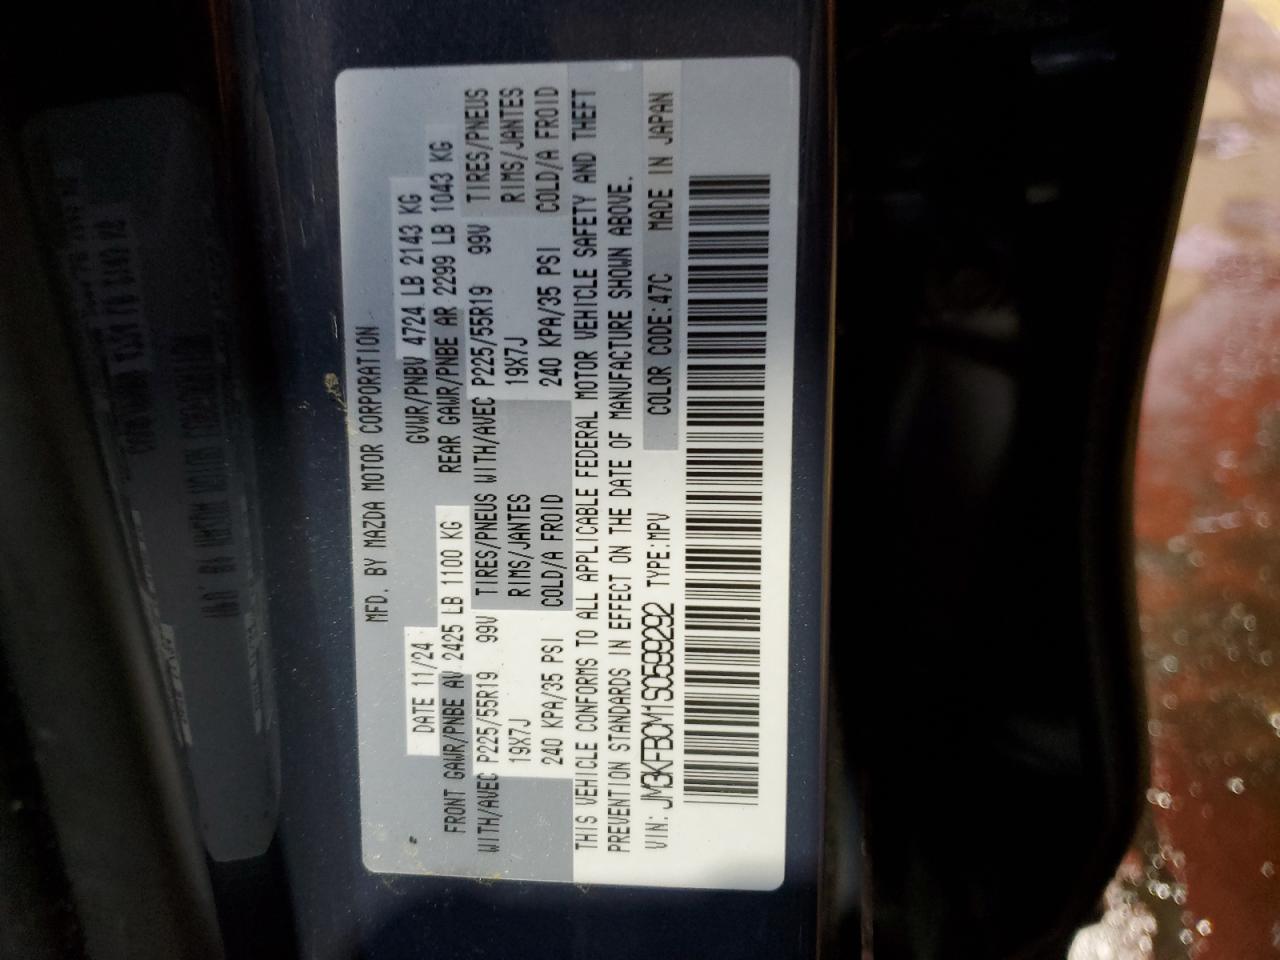 MFD. BY MAZDA MOTOR CORPORATION
DATE 11/24 GVWR/PNBV 4724 LB 2143 KG
FRONT GAWR/PNBE AV 2425 LB 1100 KG REAR GAWR/PNBE AR 2299 LB 1043 KG
WITH/AVEC P225/55R19 99V TIRES/PNEUS WITH/AVEC P225/55R19 99V TIRES/PNEUS
19X7J RIMS/JANTES 19X7J RIMS/JANTES
240 KPA/35 PSI COLD/A FROID 240 KPA/35 PSI COLD/A FROID
THIS VEHICLE CONFORMS TO ALL APPLICABLE FEDERAL MOTOR VEHICLE SAFETY AND THEFT
PREVENTION STANDARDS IN EFFECT ON THE DATE OF MANUFACTURE SHOWN ABOVE.
VIN: JM3KFBCM1S0599292 TYPE:MPV COLOR CODE:47C MADE IN JAPAN